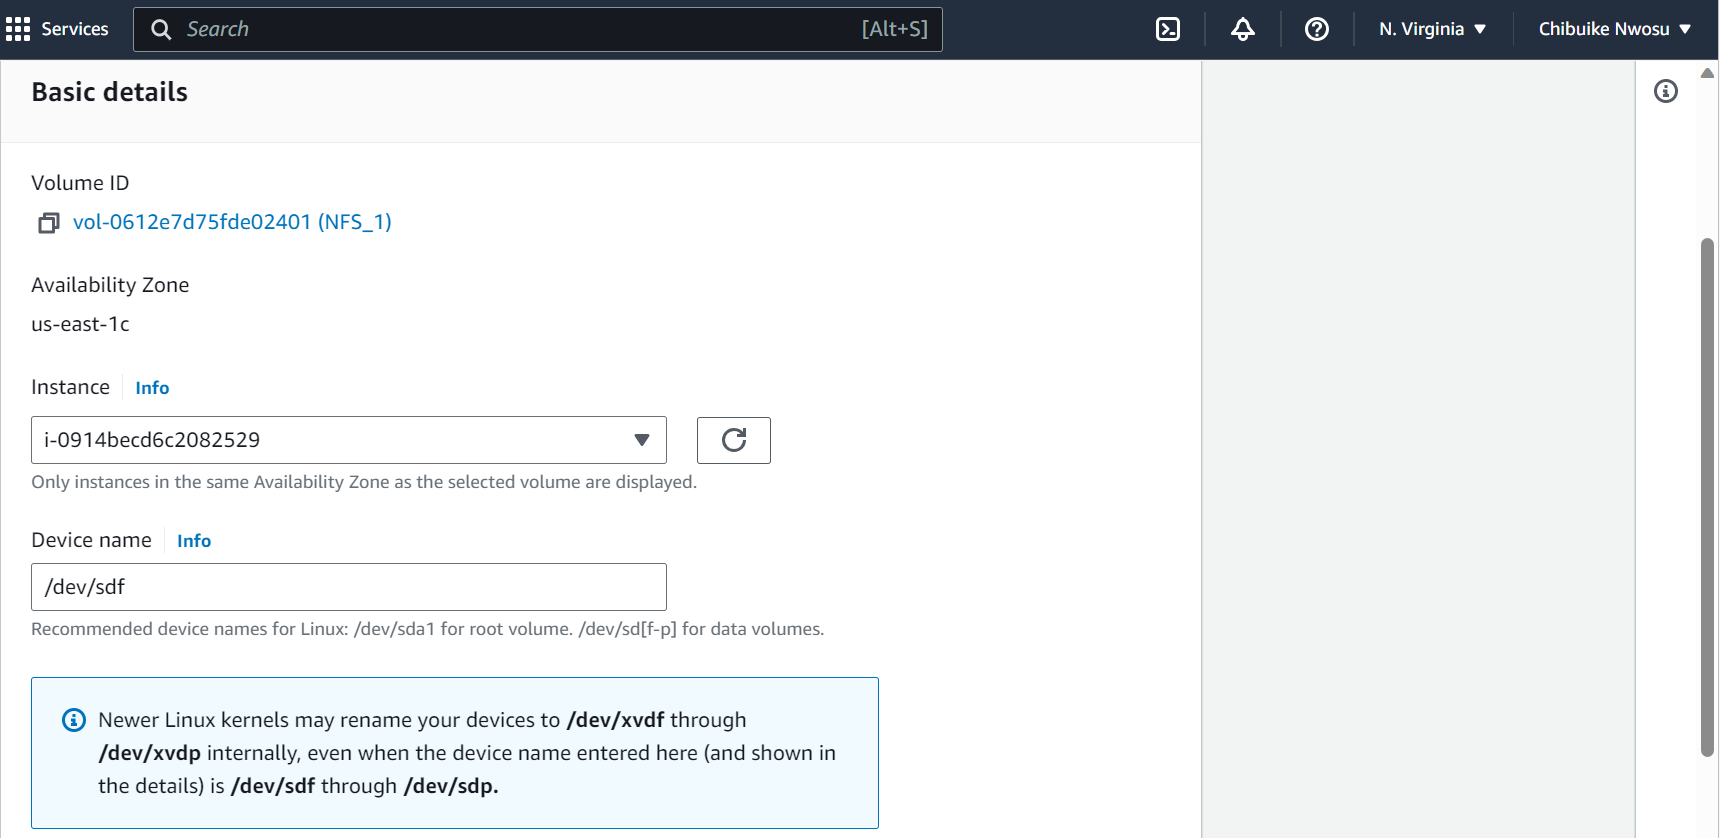 Services
Search [Alt+S]
N. Virginia
Chibuike Nwosu
Basic details
Volume ID
vol-0612e7d75fde02401 (NFS_1)
Availability Zone
us-east-1c
Instance Info
i-0914becd6c2082529
Only instances in the same Availability Zone as the selected volume are displayed.
Device name Info
/dev/sdf
Recommended device names for Linux: /dev/sda1 for root volume. /dev/sd[f-p] for data volumes.
Newer Linux kernels may rename your devices to /dev/xvdf through
/dev/xvdp internally, even when the device name entered here (and shown in
the details) is /dev/sdf through /dev/sdp.